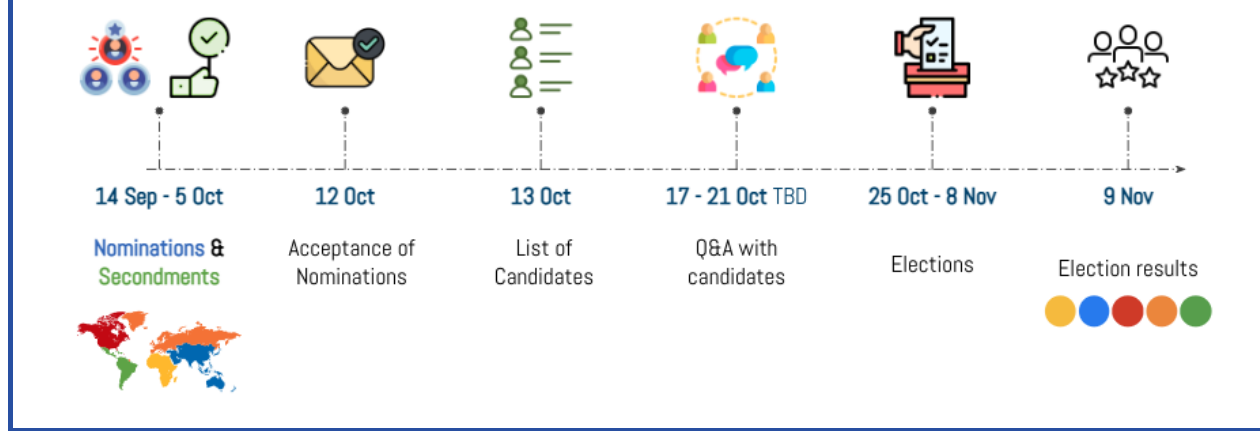 14 Sep - 5 Oct
Nominations &
Secondments
12 Oct
Acceptance of
Nominations
13 Oct
List of
Candidates
17 - 21 Oct TBD
Q&A with
candidates
25 Oct - 8 Nov
Elections
9 Nov
Election results